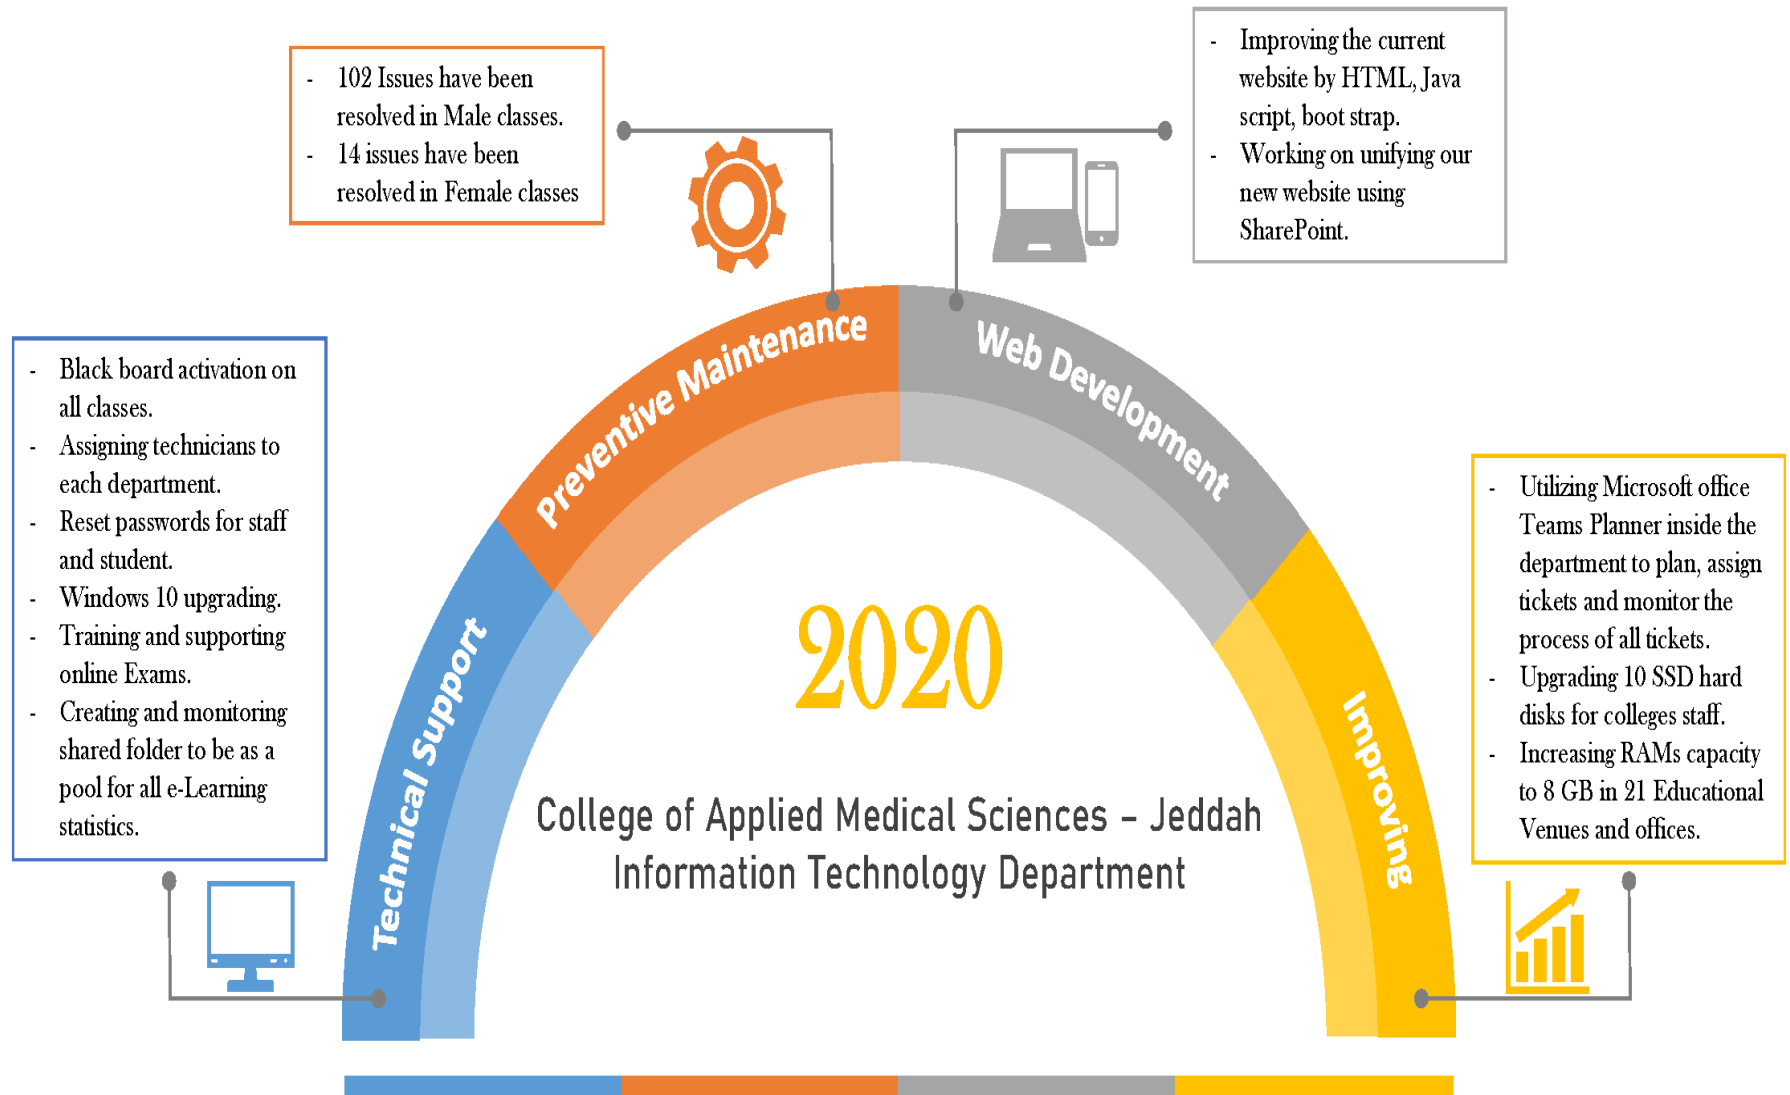 - 102 Issues have been
resolved in Male classes.
- 14 issues have been
resolved in Female classes
- Improving the current
website by HTML, Java
script, boot strap.
- Working on unifying our
new website using
SharePoint.
- Black board activation on
all classes.
- Assigning technicians to
each department.
- Reset passwords for staff
and student.
- Windows 10 upgrading.
- Training and supporting
online Exams.
- Creating and monitoring
shared folder to be as a
pool for all e-Learning
statistics.
Technical Support
Preventive Maintenance
Web Development
Improving
2020
College of Applied Medical Sciences – Jeddah
Information Technology Department
- Utilizing Microsoft office
Teams Planner inside the
department to plan, assign
tickets and monitor the
process of all tickets.
- Upgrading 10 SSD hard
disks for colleges staff.
- Increasing RAMs capacity
to 8 GB in 21 Educational
Venues and offices.